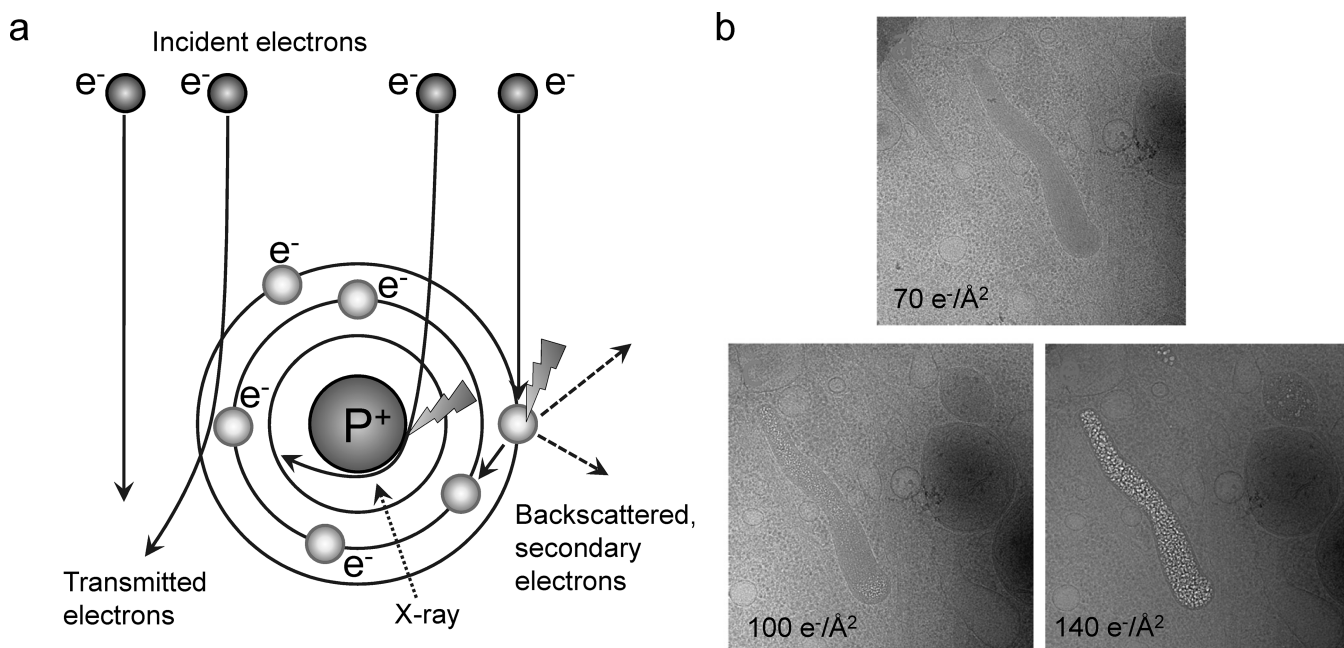 a
Incident electrons
e⁻
e⁻
e⁻
e⁻
e⁻
e⁻
e⁻
P⁺
e⁻
Transmitted
electrons
X-ray
Backscattered,
secondary
electrons
b
70 e⁻/Å²
100 e⁻/Å²
140 e⁻/Å²